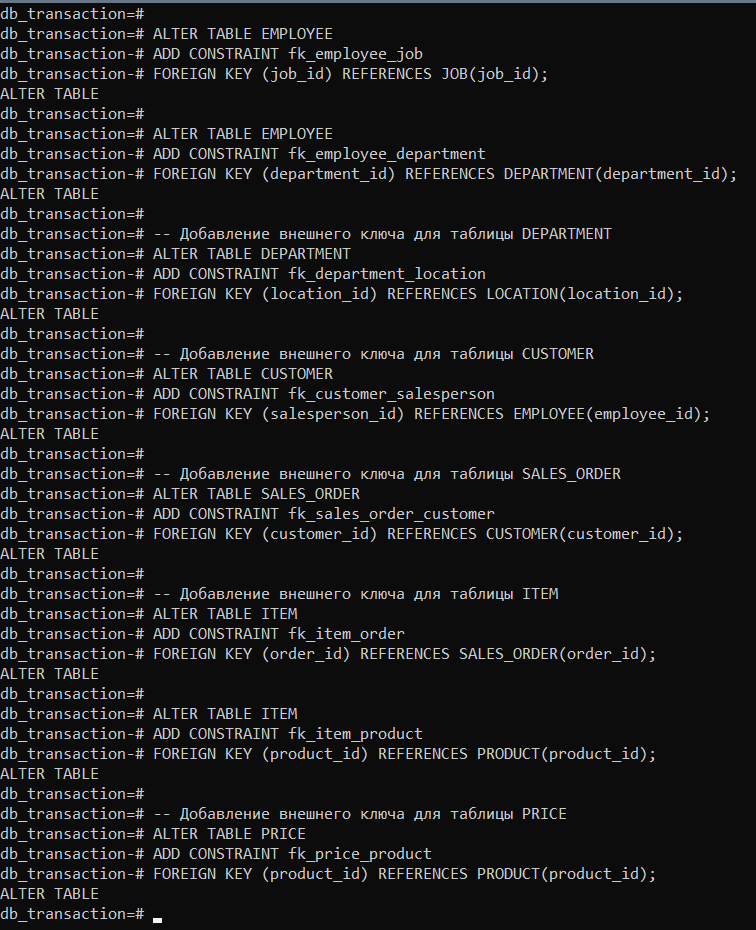 db_transaction=#
db_transaction=# ALTER TABLE EMPLOYEE
db_transaction-# ADD CONSTRAINT fk_employee_job
db_transaction-# FOREIGN KEY (job_id) REFERENCES JOB(job_id);
ALTER TABLE
db_transaction=#
db_transaction=# ALTER TABLE EMPLOYEE
db_transaction-# ADD CONSTRAINT fk_employee_department
db_transaction-# FOREIGN KEY (department_id) REFERENCES DEPARTMENT(department_id);
ALTER TABLE
db_transaction=#
db_transaction=# -- Добавление внешнего ключа для таблицы DEPARTMENT
db_transaction=# ALTER TABLE DEPARTMENT
db_transaction-# ADD CONSTRAINT fk_department_location
db_transaction-# FOREIGN KEY (location_id) REFERENCES LOCATION(location_id);
ALTER TABLE
db_transaction=#
db_transaction=# -- Добавление внешнего ключа для таблицы CUSTOMER
db_transaction=# ALTER TABLE CUSTOMER
db_transaction-# ADD CONSTRAINT fk_customer_salesperson
db_transaction-# FOREIGN KEY (salesperson_id) REFERENCES EMPLOYEE(employee_id);
ALTER TABLE
db_transaction=#
db_transaction=# -- Добавление внешнего ключа для таблицы SALES_ORDER
db_transaction=# ALTER TABLE SALES_ORDER
db_transaction-# ADD CONSTRAINT fk_sales_order_customer
db_transaction-# FOREIGN KEY (customer_id) REFERENCES CUSTOMER(customer_id);
ALTER TABLE
db_transaction=#
db_transaction=# -- Добавление внешнего ключа для таблицы ITEM
db_transaction=# ALTER TABLE ITEM
db_transaction-# ADD CONSTRAINT fk_item_order
db_transaction-# FOREIGN KEY (order_id) REFERENCES SALES_ORDER(order_id);
ALTER TABLE
db_transaction=#
db_transaction=# ALTER TABLE ITEM
db_transaction-# ADD CONSTRAINT fk_item_product
db_transaction-# FOREIGN KEY (product_id) REFERENCES PRODUCT(product_id);
ALTER TABLE
db_transaction=#
db_transaction=# -- Добавление внешнего ключа для таблицы PRICE
db_transaction=# ALTER TABLE PRICE
db_transaction-# ADD CONSTRAINT fk_price_product
db_transaction-# FOREIGN KEY (product_id) REFERENCES PRODUCT(product_id);
ALTER TABLE
db_transaction=#